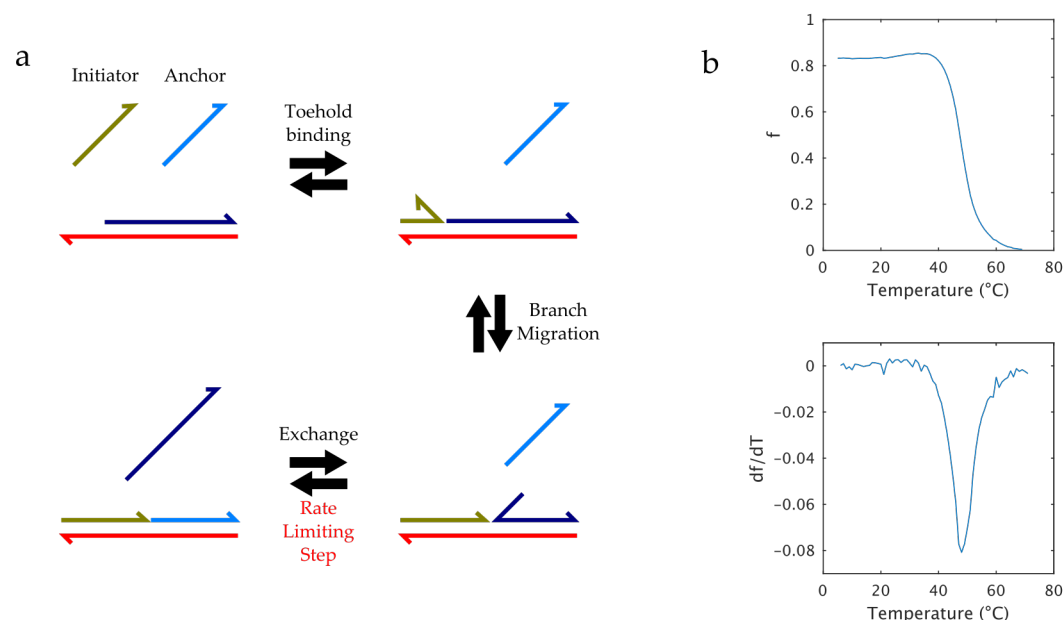 a
Initiator
Anchor
Toehold
binding
Branch
Migration
Exchange
Rate
Limiting
Step
b
1
0.8
0.6
0.4
0.2
0
f
0
20
40
60
80
Temperature (°C)
0
−0.02
−0.04
−0.06
−0.08
df/dT
0
20
40
60
80
Temperature (°C)